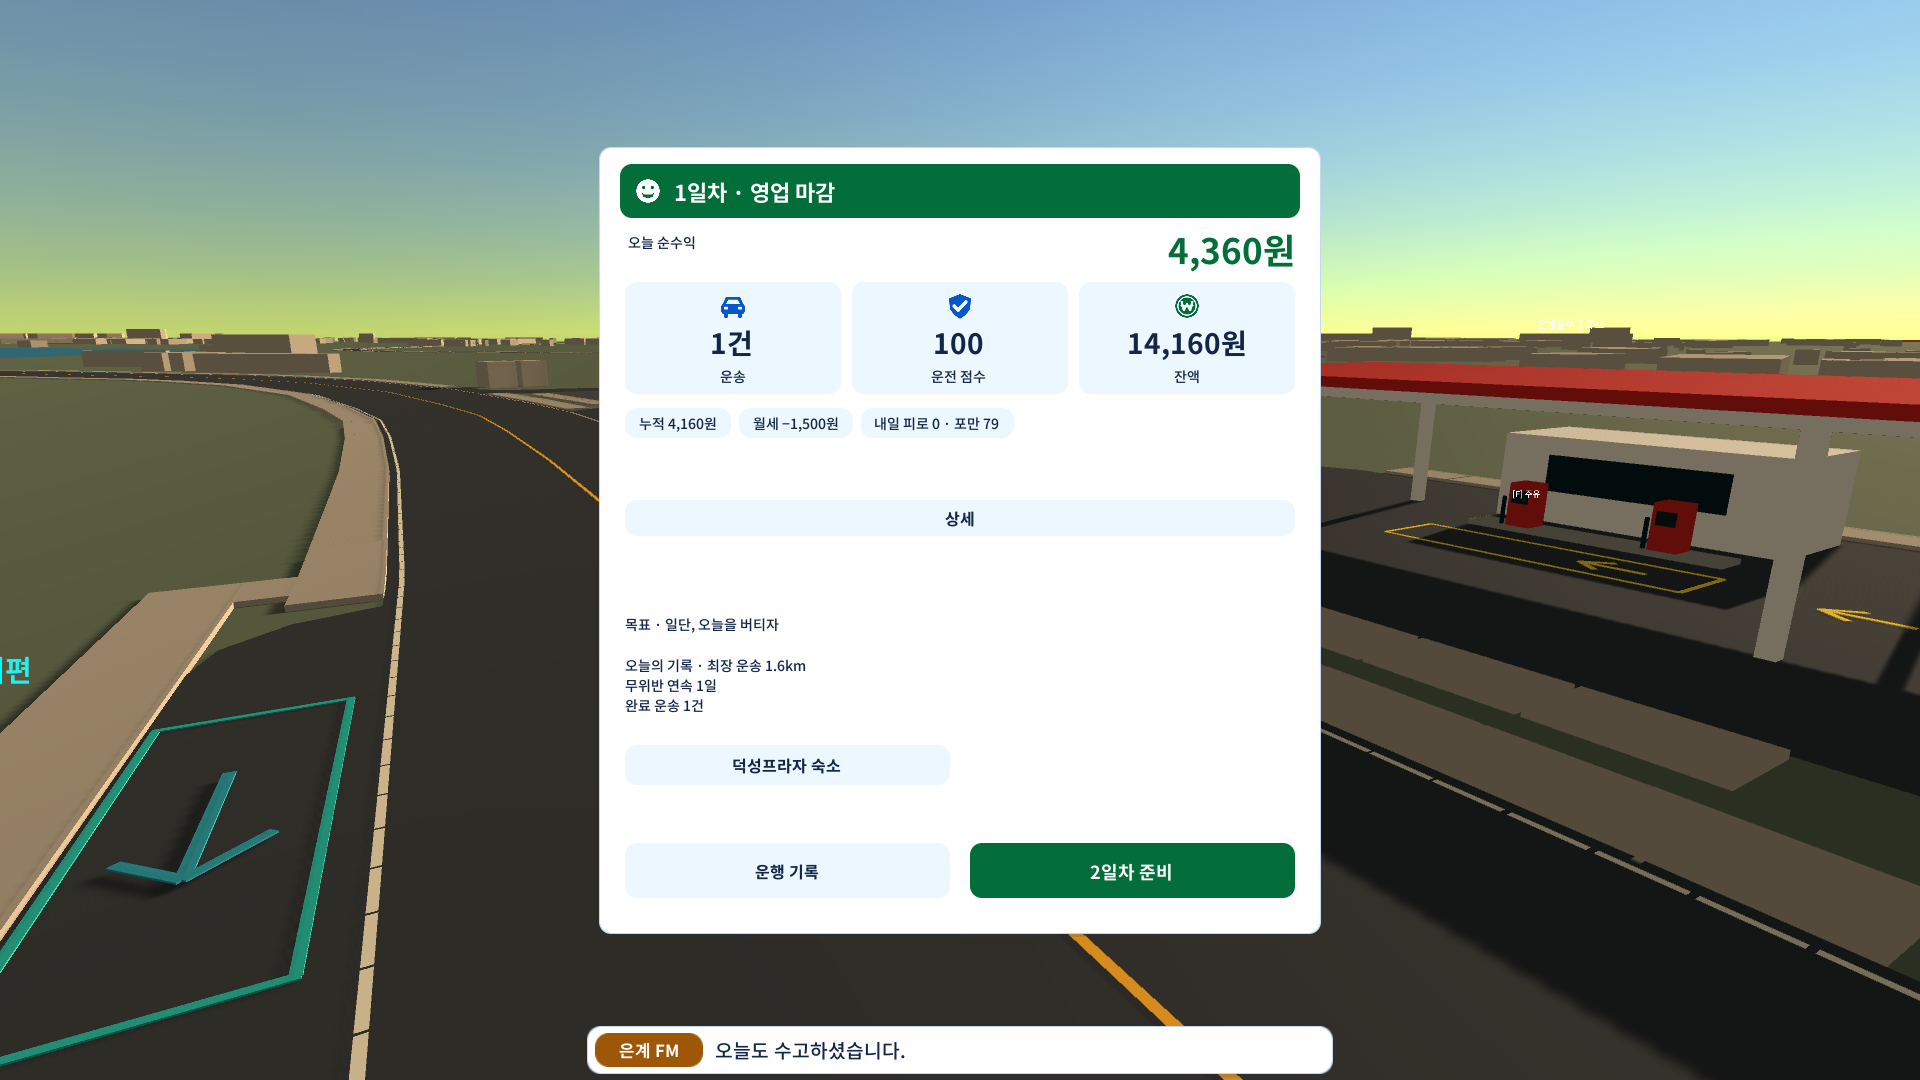 1일차 · 영업 마감
오늘 순수익
4,360원
1건
운송
100
운전 점수
14,160원
잔액
누적 4,160원
월세 −1,500원
내일 피로 0 · 포만 79
상세
[F] 주유
목표 · 일단, 오늘을 버티자
오늘의 기록 · 최장 운송 1.6km
무위반 연속 1일
완료 운송 1건
덕성프라자 숙소
운행 기록
2일차 준비
은계 FM
오늘도 수고하셨습니다.